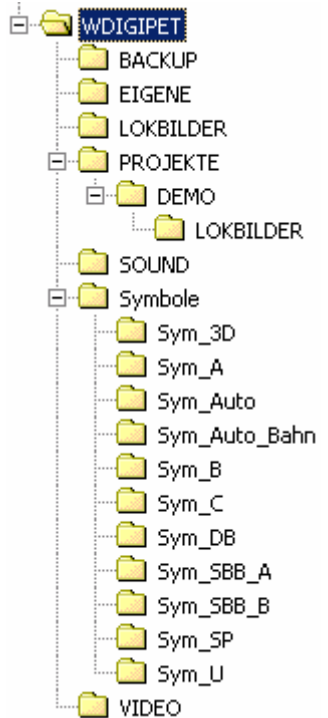 WDIGIPET
BACKUP
EIGENE
LOKBILDER
PROJEKTE
DEMO
LOKBILDER
SOUND
Symbole
Sym_3D
Sym_A
Sym_Auto
Sym_Auto_Bahn
Sym_B
Sym_C
Sym_DB
Sym_SBB_A
Sym_SBB_B
Sym_SP
Sym_U
VIDEO